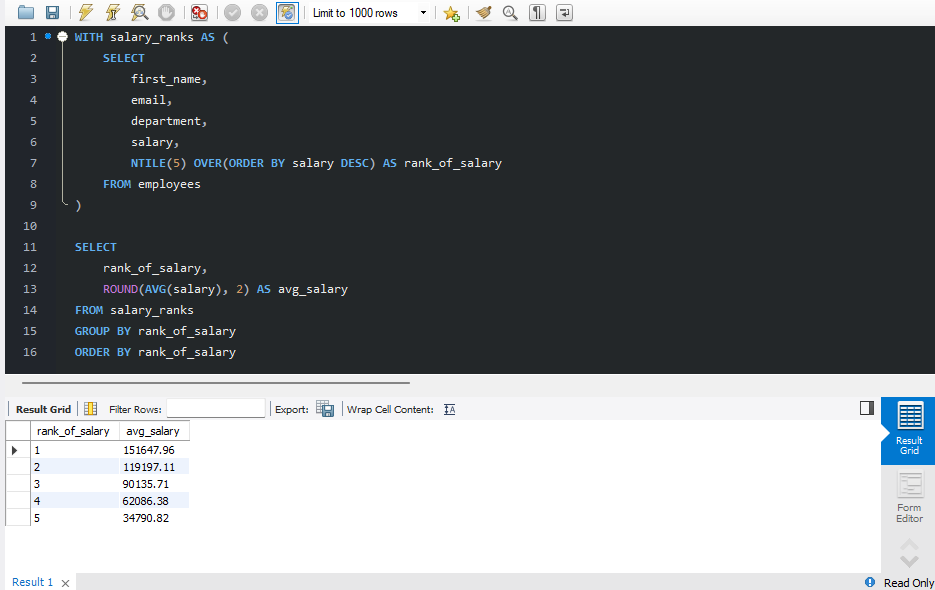 Limit to 1000 rows
1 WITH salary_ranks AS (
2 SELECT
3 first_name,
4 email,
5 department,
6 salary,
7 NTILE(5) OVER(ORDER BY salary DESC) AS rank_of_salary
8 FROM employees
9 )
10
11 SELECT
12 rank_of_salary,
13 ROUND(AVG(salary), 2) AS avg_salary
14 FROM salary_ranks
15 GROUP BY rank_of_salary
16 ORDER BY rank_of_salary
Result Grid Filter Rows: Export: Wrap Cell Content: IA
rank_of_salary avg_salary
1 151647.96
2 119197.11
3 90135.71
4 62086.38
5 34790.82
Result
Grid
Form
Editor
Result 1 Read Only